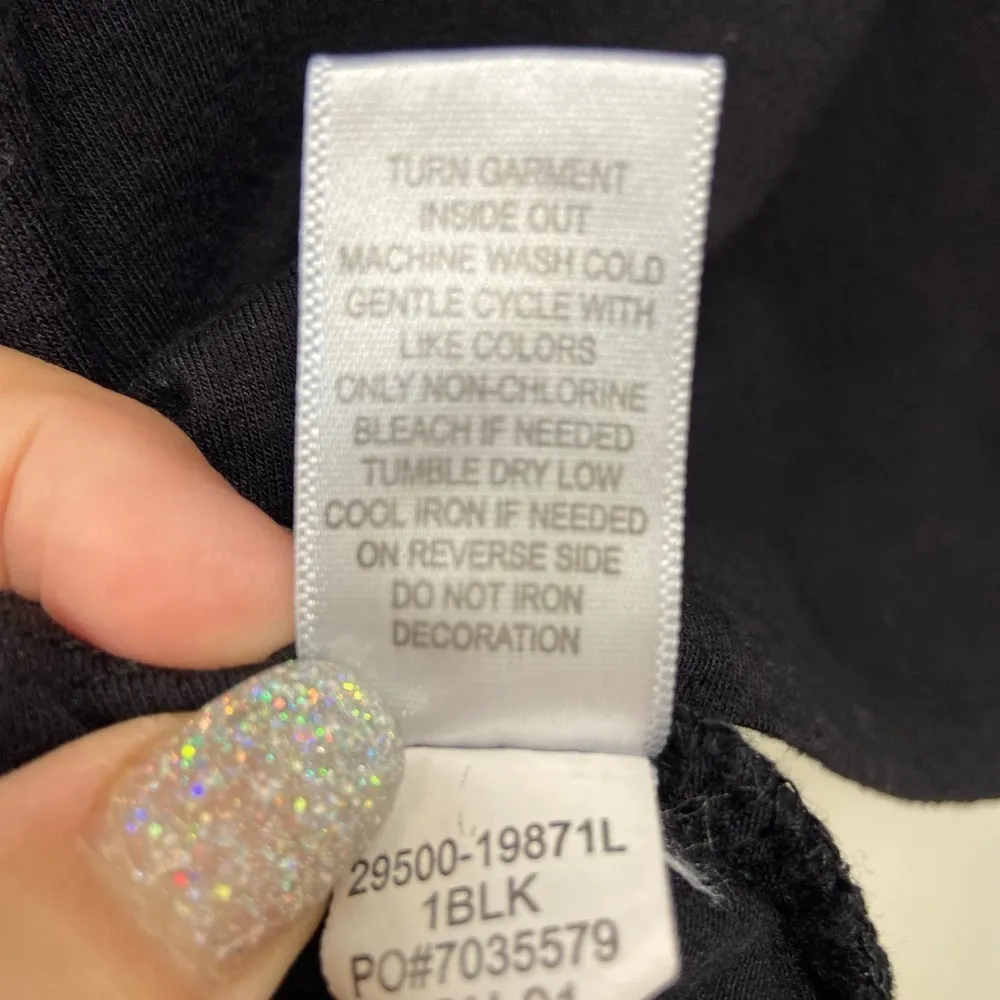 TURN GARMENT
INSIDE OUT
MACHINE WASH COLD
GENTLE CYCLE WITH
LIKE COLORS
ONLY NON-CHLORINE
BLEACH IF NEEDED
TUMBLE DRY LOW
COOL IRON IF NEEDED
ON REVERSE SIDE
DO NOT IRON
DECORATION
29500-19871L
1BLK
PO#7035579